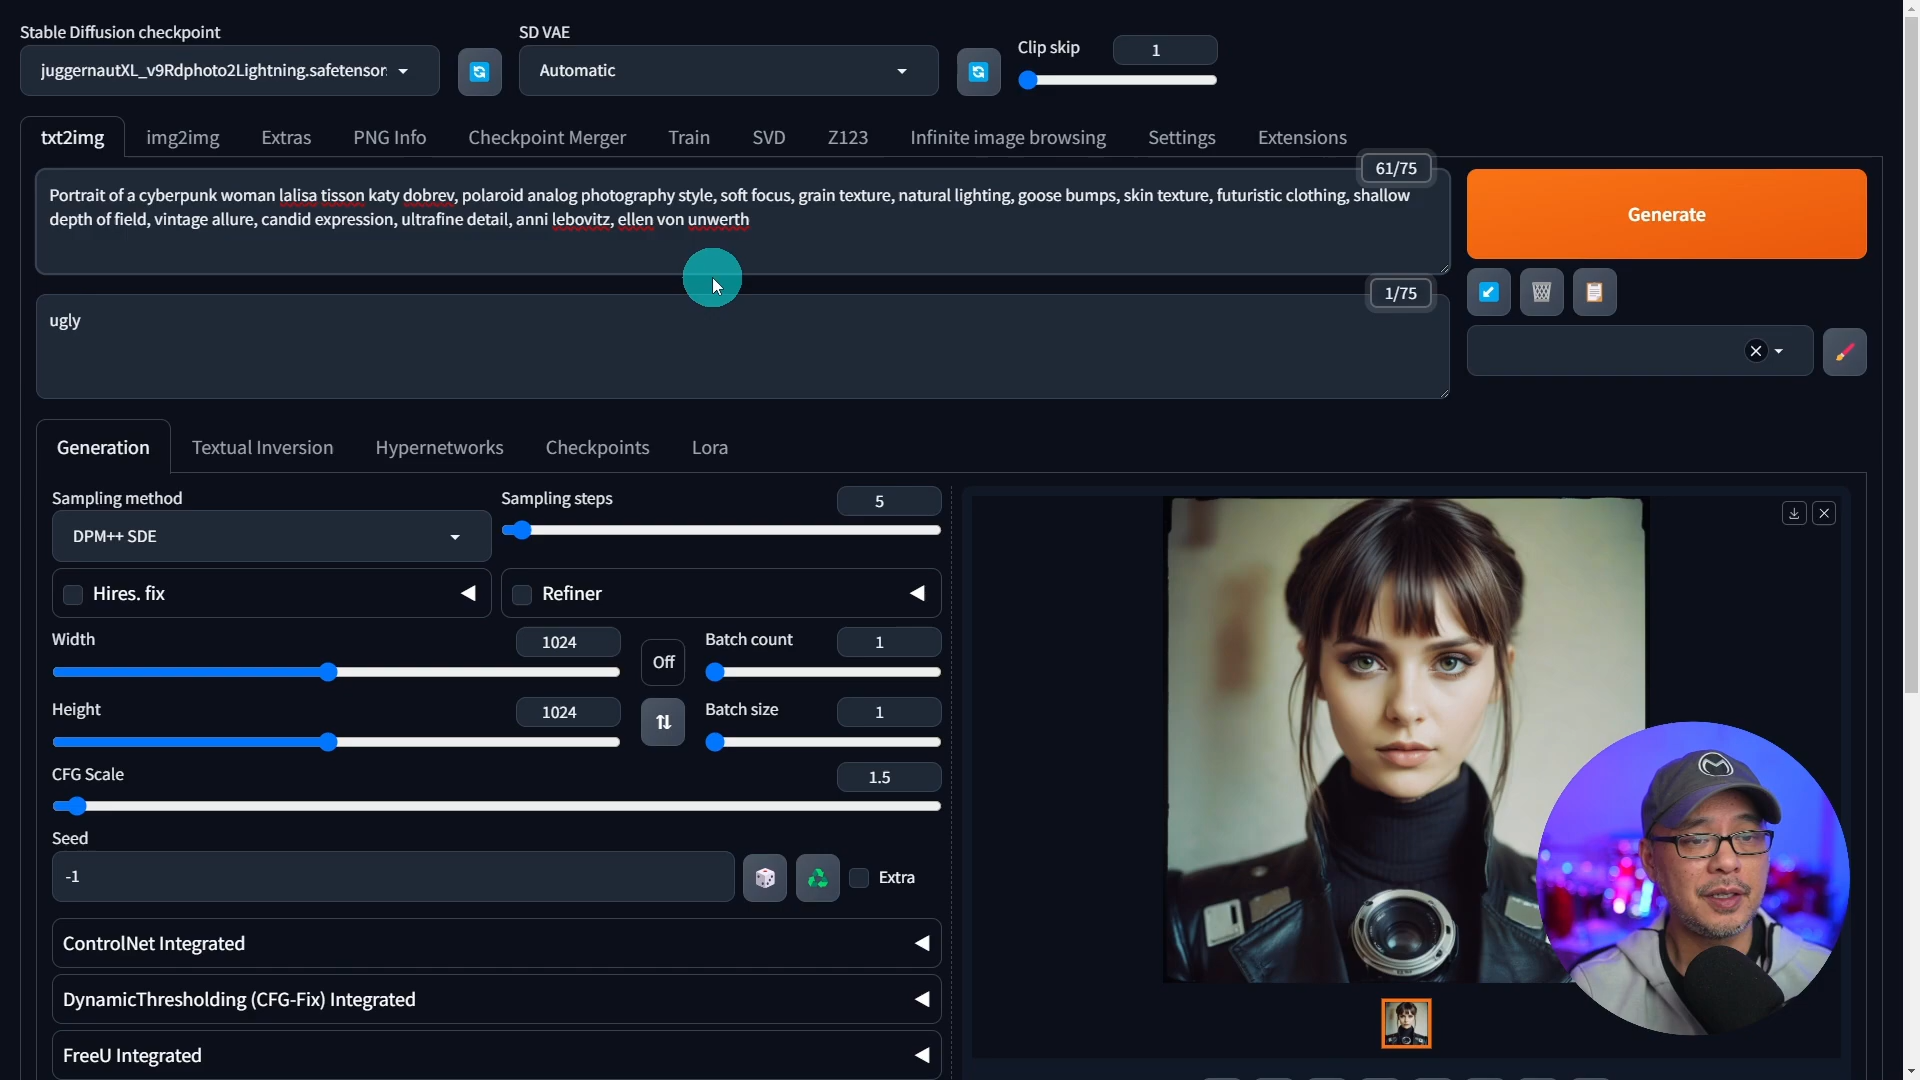 Stable Diffusion checkpoint
SD VAE
Clip skip
1
juggernautXL_v9Rdphoto2Lightning.safetensor:
Automatic
txt2img
img2img
Extras
PNG Info
Checkpoint Merger
Train
SVD
Z123
Infinite image browsing
Settings
Extensions
61/75
Portrait of a cyberpunk woman lalisa tisson katy dobrev, polaroid analog photography style, soft focus, grain texture, natural lighting, goose bumps, skin texture, futuristic clothing, shallow
depth of field, vintage allure, candid expression, ultrafine detail, anni lebovitz, ellen von unwerth
Generate
1/75
ugly
Generation
Textual Inversion
Hypernetworks
Checkpoints
Lora
Sampling method
Sampling steps
5
DPM++ SDE
Hires. fix
Refiner
Width
1024
Off
Batch count
1
Height
1024
Batch size
1
CFG Scale
1.5
Seed
-1
Extra
ControlNet Integrated
DynamicThresholding (CFG-Fix) Integrated
FreeU Integrated